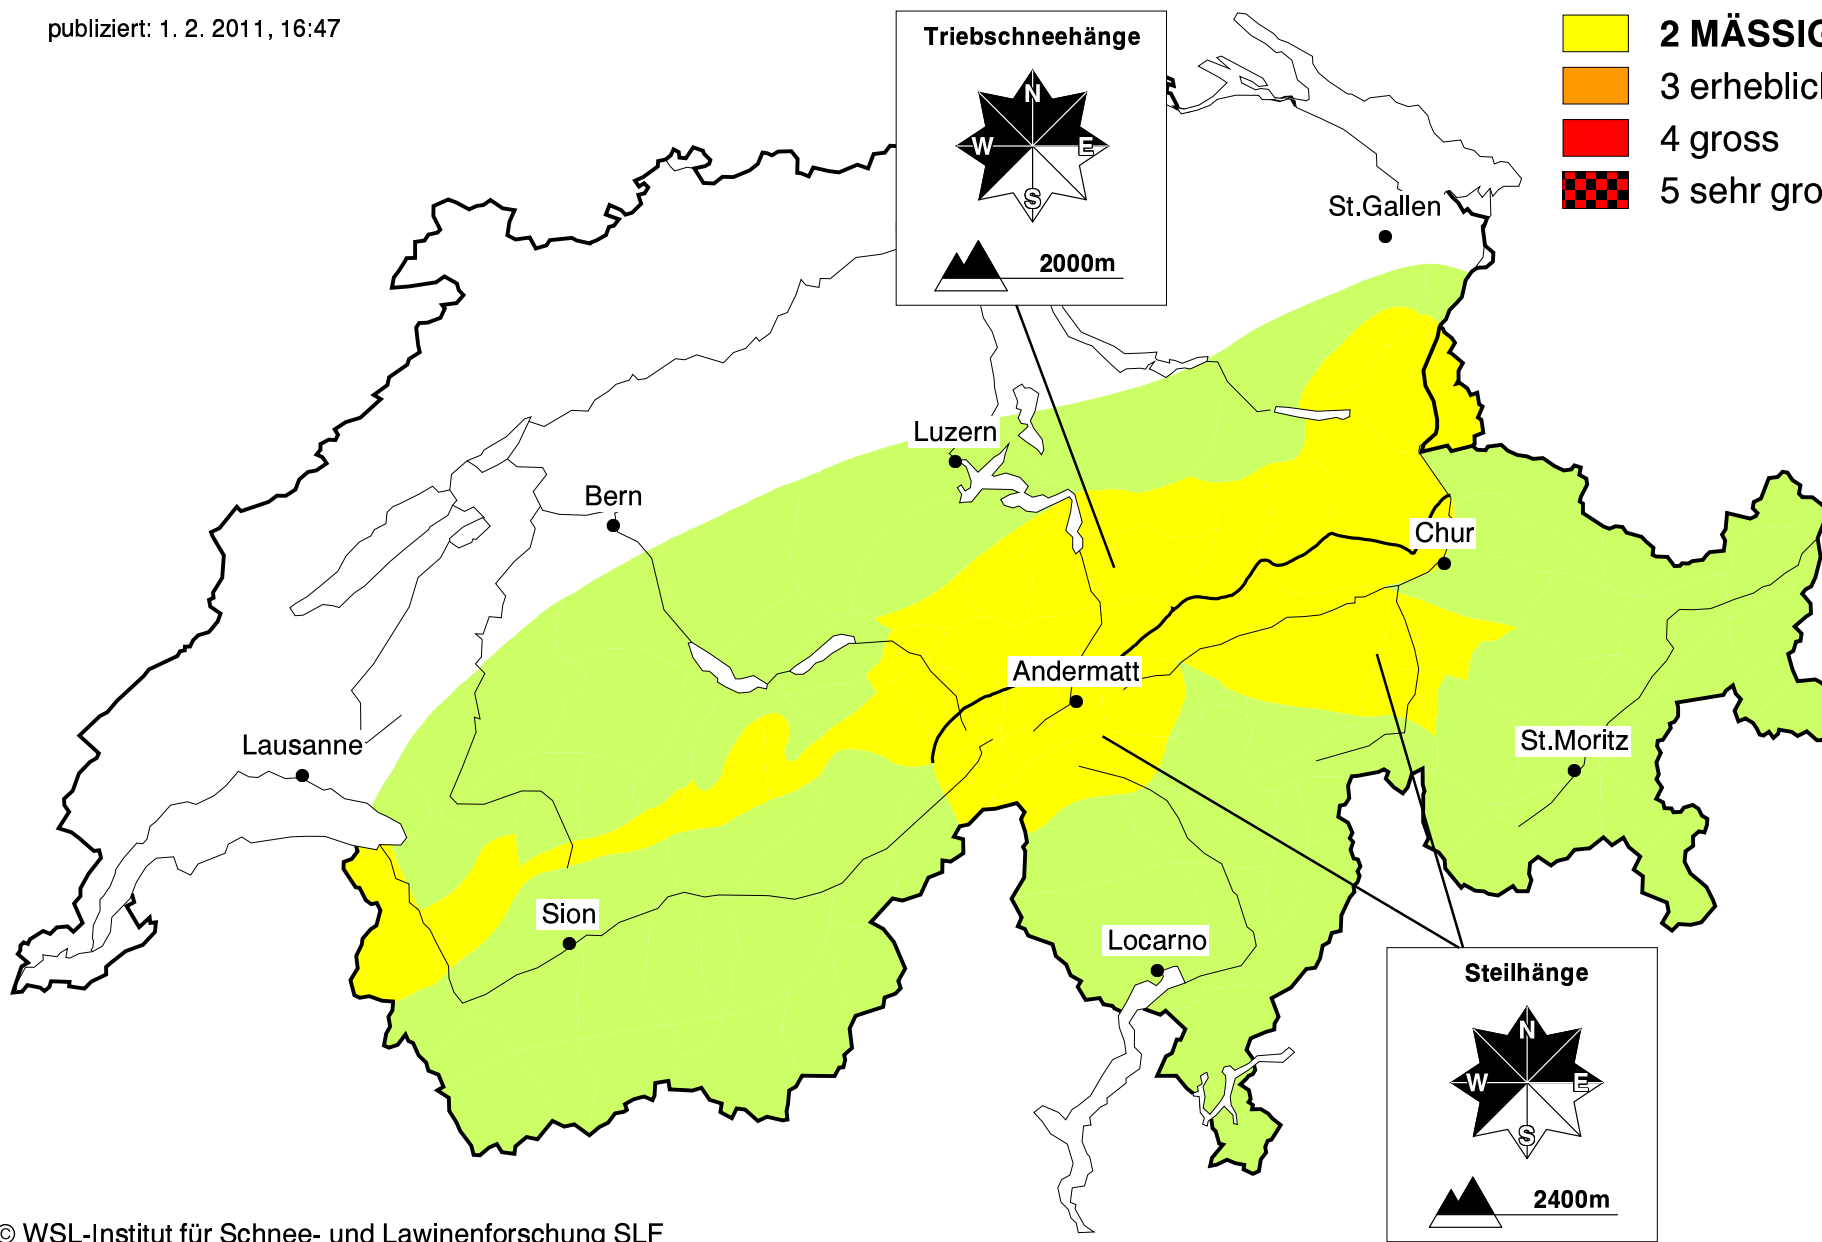 publiziert: 1. 2. 2011, 16:47
Triebschneehänge
N
W
E
S
2000m
2 MÄSSIG
3 erheblich
4 gross
5 sehr gro
St.Gallen
Luzern
Bern
Chur
Andermatt
Lausanne
St.Moritz
Sion
Locarno
Steilhänge
N
W
E
S
2400m
© WSL-Institut für Schnee- und Lawinenforschung SLF